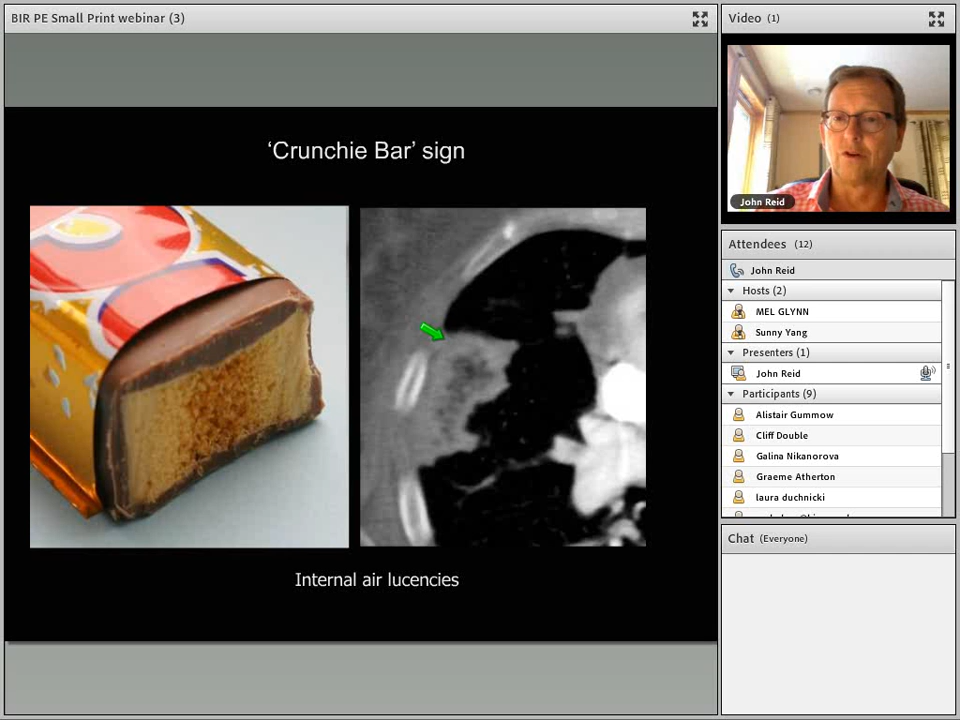 BIR PE Small Print webinar (3)
‘Crunchie Bar’ sign
Internal air lucencies
Video (1)
John Reid
Attendees (12)
John Reid
Hosts (2)
MEL GLYNN
Sunny Yang
Presenters (1)
John Reid
Participants (9)
Alistair Gummow
Cliff Double
Galina Nikanorova
Graeme Atherton
laura duchnicki
Chat (Everyone)